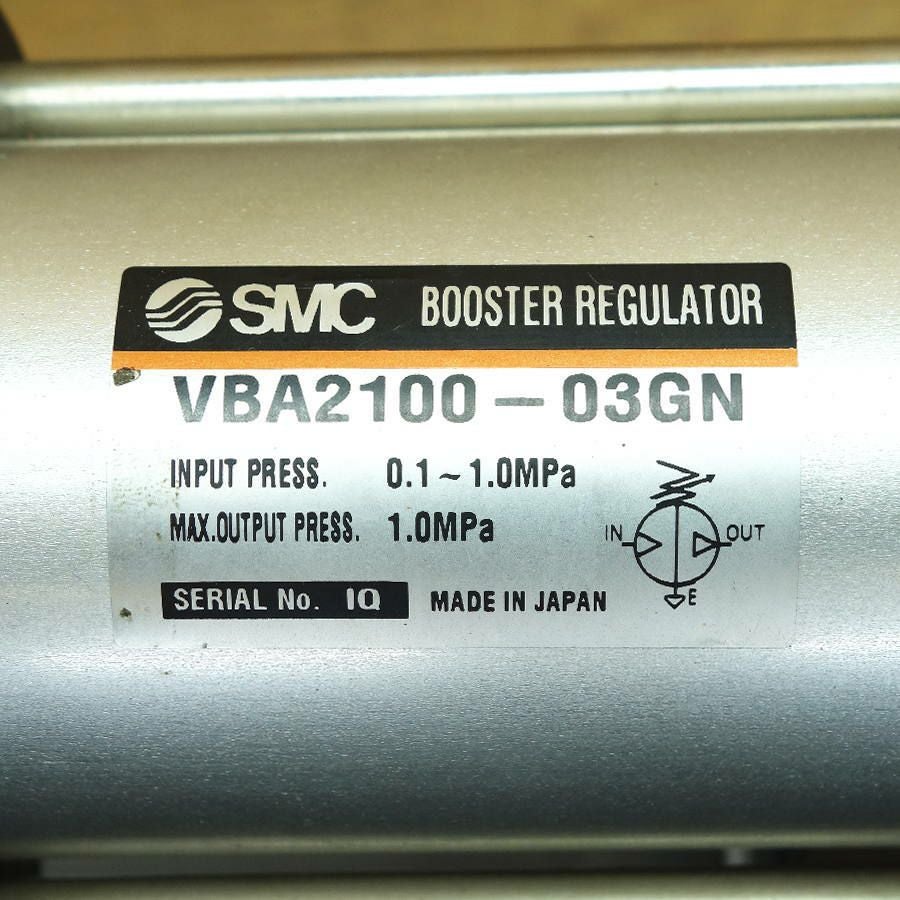 SMC BOOSTER REGULATOR
VBA2100-03GN
INPUT PRESS. 0.1~1.0MPa
MAX.OUTPUT PRESS. 1.0MPa
IN OUT
SERIAL No. IQ MADE IN JAPAN
E